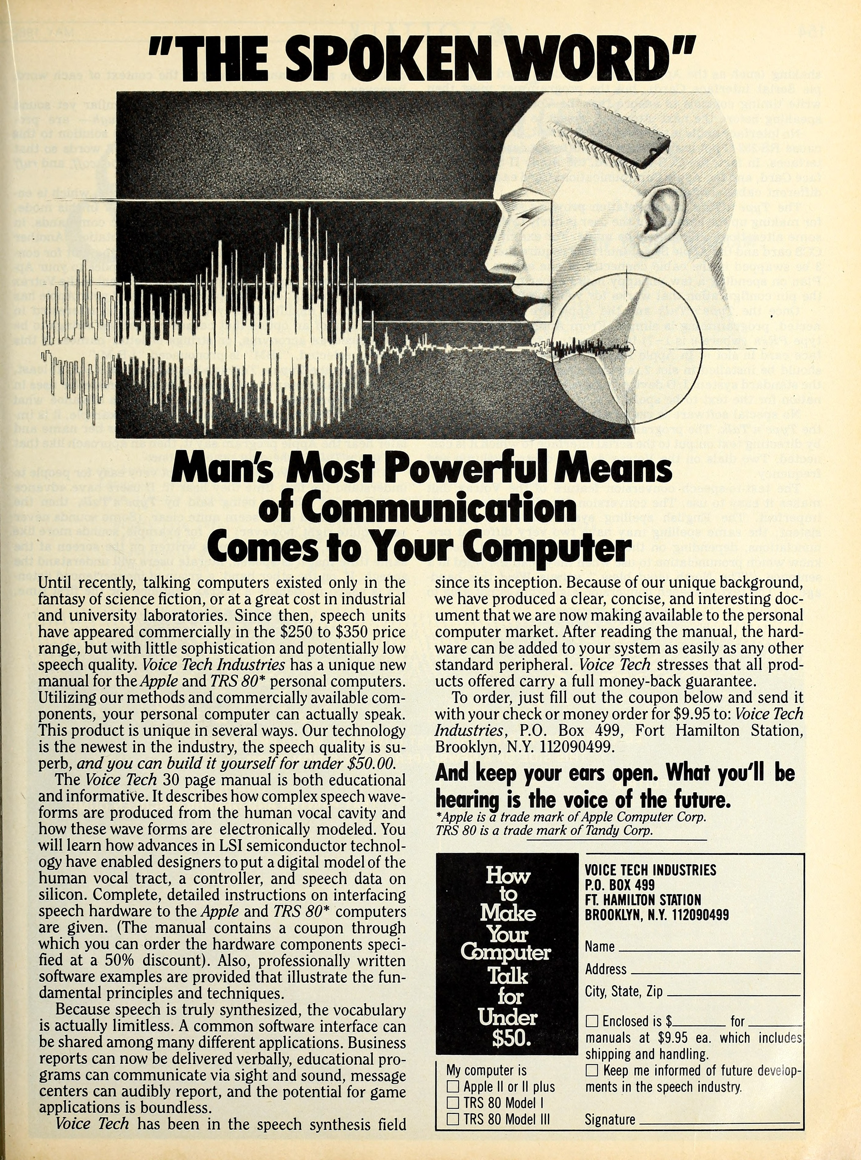 "THE SPOKEN WORD"
Man's Most Powerful Means
of Communication
Comes to Your Computer
Until recently, talking computers existed only in the
fantasy of science fiction, or at a great cost in industrial
and university laboratories. Since then, speech units
have appeared commercially in the $250 to $350 price
range, but with little sophistication and potentially low
speech quality. Voice Tech Industries has a unique new
manual for the Apple and TRS 80* personal computers.
Utilizing our methods and commercially available com-
ponents, your personal computer can actually speak.
This product is unique in several ways. Our technology
is the newest in the industry, the speech quality is su-
perb, and you can build it yourself for under $50.00.
The Voice Tech 30 page manual is both educational
and informative. It describes how complex speech wave-
forms are produced from the human vocal cavity and
how these wave forms are electronically modeled. You
will learn how advances in LSI semiconductor technol-
ogy have enabled designers to put a digital model of the
human vocal tract, a controller, and speech data on
silicon. Complete, detailed instructions on interfacing
speech hardware to the Apple and TRS 80* computers
are given. (The manual contains a coupon through
which you can order the hardware components speci-
fied at a 50% discount). Also, professionally written
software examples are provided that illustrate the fun-
damental principles and techniques.
Because speech is truly synthesized, the vocabulary
is actually limitless. A common software interface can
be shared among many different applications. Business
reports can now be delivered verbally, educational pro-
grams can communicate via sight and sound, message
centers can audibly report, and the potential for game
applications is boundless.
Voice Tech has been in the speech synthesis field
since its inception. Because of our unique background,
we have produced a clear, concise, and interesting doc-
ument that we are now making available to the personal
computer market. After reading the manual, the hard-
ware can be added to your system as easily as any other
standard peripheral. Voice Tech stresses that all prod-
ucts offered carry a full money-back guarantee.
To order, just fill out the coupon below and send it
with your check or money order for $9.95 to: Voice Tech
Industries, P.O. Box 499, Fort Hamilton Station,
Brooklyn, N.Y. 112090499.
And keep your ears open. What you'll be
hearing is the voice of the future.
*Apple is a trade mark of Apple Computer Corp.
TRS 80 is a trade mark of Tandy Corp.
How
to
Make
Your
Computer
Talk
for
Under
$50.
My computer is
Apple II or II plus
TRS 80 Model I
TRS 80 Model III
VOICE TECH INDUSTRIES
P.O. BOX 499
FT. HAMILTON STATION
BROOKLYN, N.Y. 112090499
Name
Address
City, State, Zip
Enclosed is $ for
manuals at $9.95 ea. which includes
shipping and handling.
Keep me informed of future develop-
ments in the speech industry.
Signature